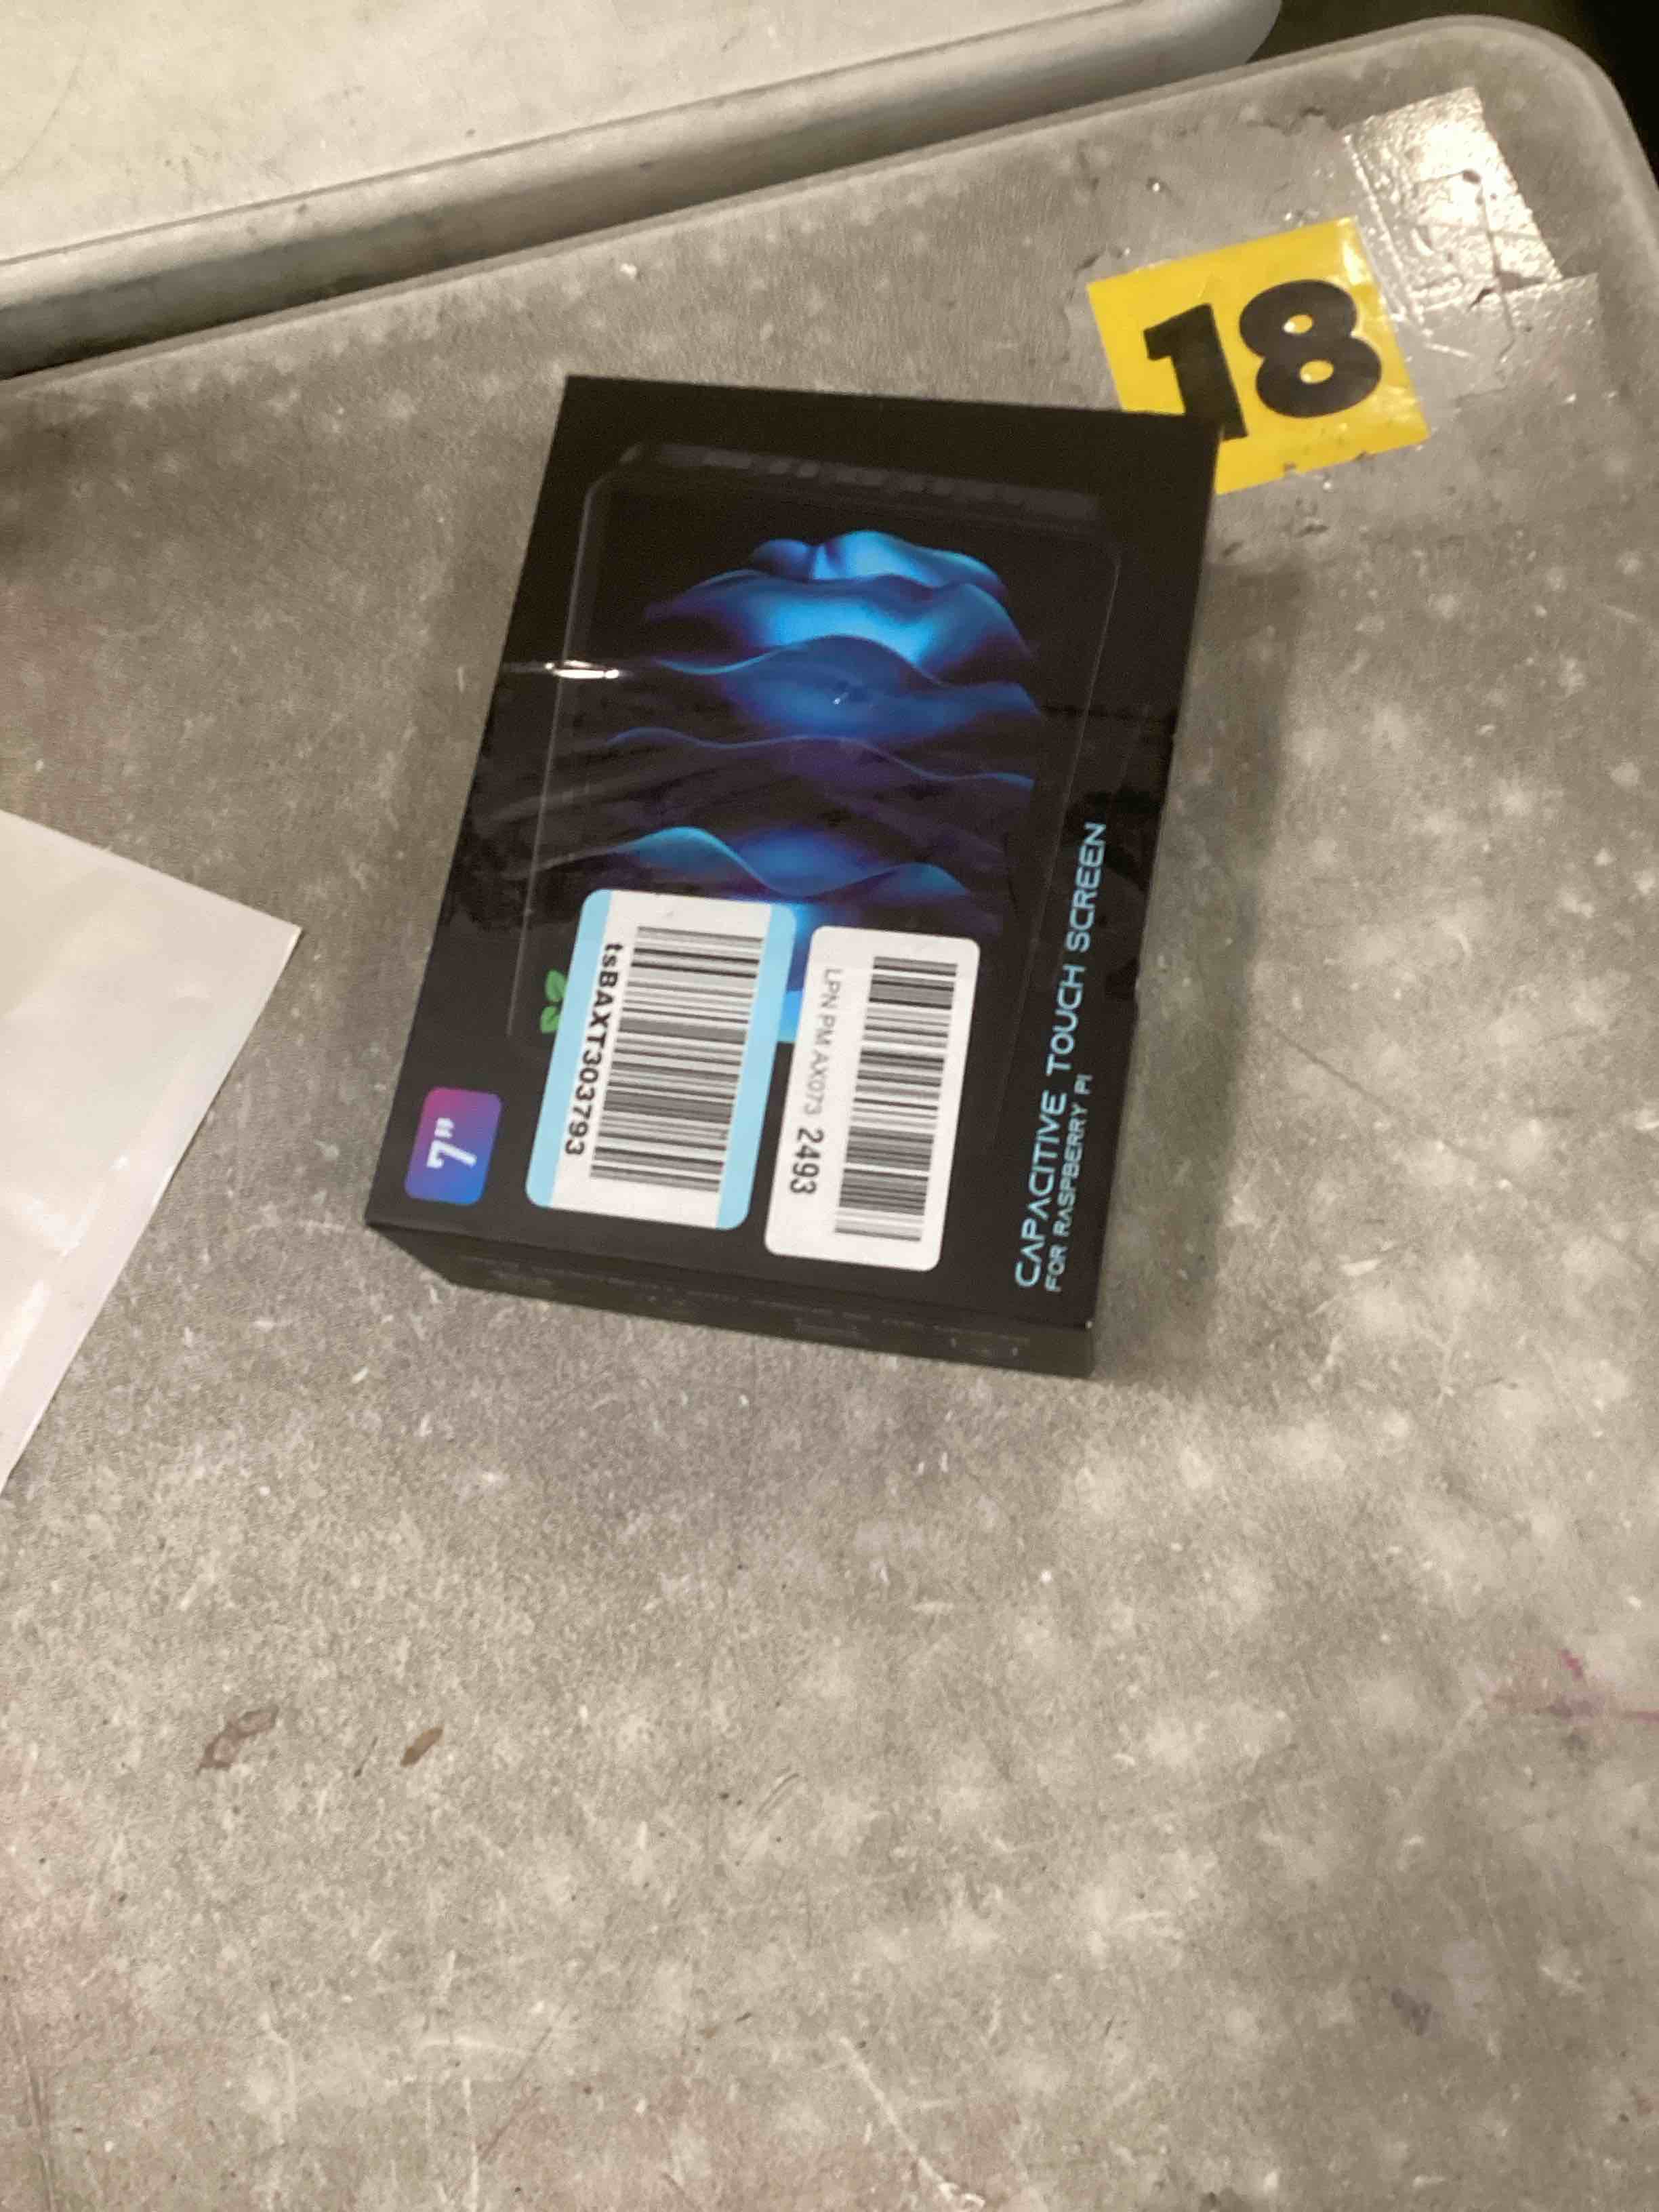 18
7"
tsBAXT303793
LPN PM AX073 2493
CAPACITIVE TOUCH SCREEN
FOR RASPBERRY PI